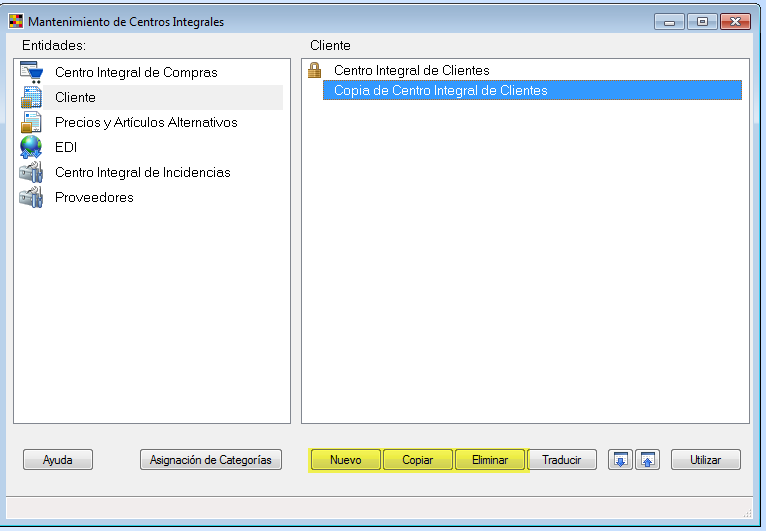 Mantenimiento de Centros Integrales
Entidades:
Centro Integral de Compras
Cliente
Precios y Artículos Alternativos
EDI
Centro Integral de Incidencias
Proveedores
Cliente
Centro Integral de Clientes
Copia de Centro Integral de Clientes
Ayuda
Asignación de Categorías
Nuevo
Copiar
Eliminar
Traducir
Utilizar